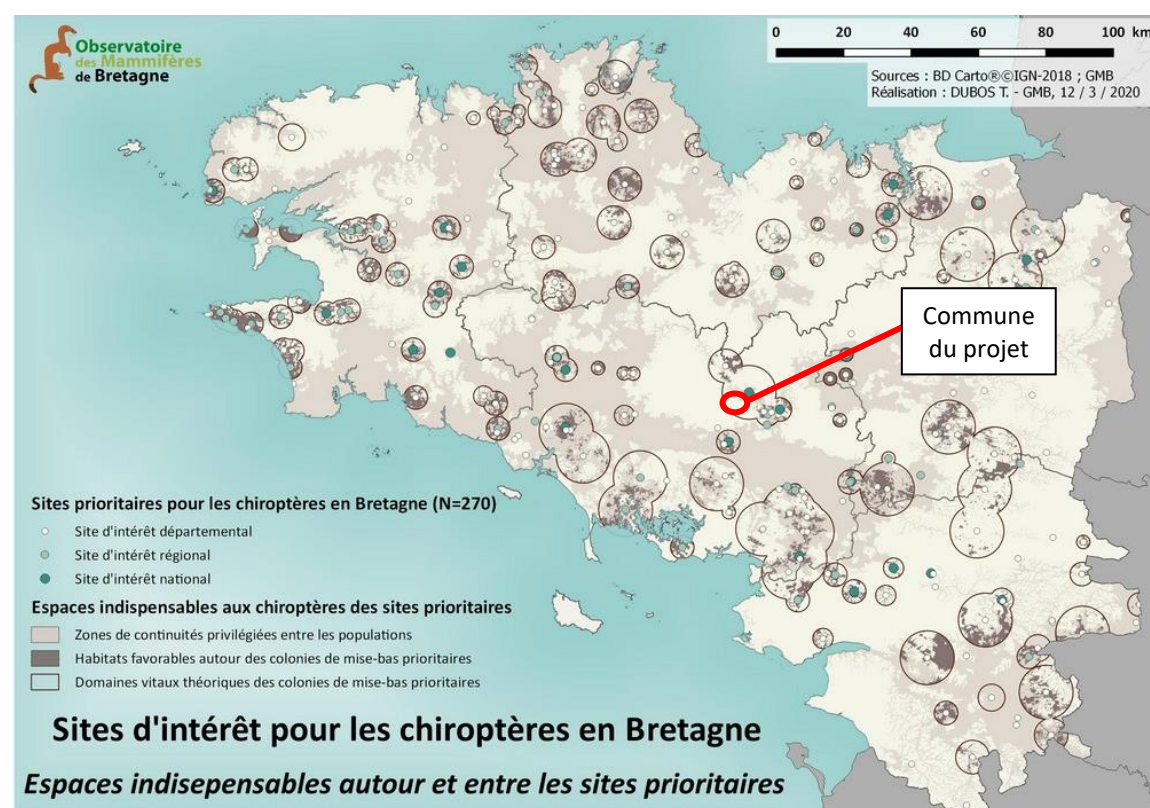 Observatoire
des Mammifères
de Bretagne
0 20 40 60 80 100 km
Sources : BD Carto®©IGN-2018 ; GMB
Réalisation : DUBOS T. - GMB, 12 / 3 / 2020
Commune
du projet
Sites prioritaires pour les chiroptères en Bretagne (N=270)
Site d'intérêt départemental
Site d'intérêt régional
Site d'intérêt national
Espaces indispensables aux chiroptères des sites prioritaires
Zones de continuités privilégiées entre les populations
Habitats favorables autour des colonies de mise-bas prioritaires
Domaines vitaux théoriques des colonies de mise-bas prioritaires
Sites d'intérêt pour les chiroptères en Bretagne
Espaces indisepensables autour et entre les sites prioritaires